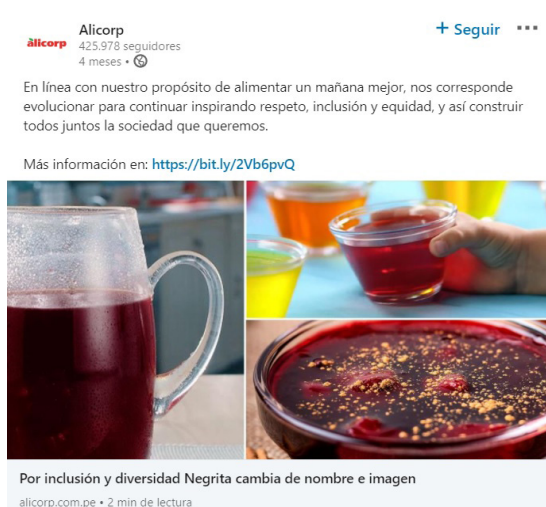 Alicorp
àlicorp
425.978 seguidores
+ Seguir
4 meses •
En línea con nuestro propósito de alimentar un mañana mejor, nos corresponde
evolucionar para continuar inspirando respeto, inclusión y equidad, y así construir
todos juntos la sociedad que queremos.
Más información en: https://bit.ly/2Vb6pvQ
Por inclusión y diversidad Negrita cambia de nombre e imagen
alicorp.com.pe • 2 min de lectura